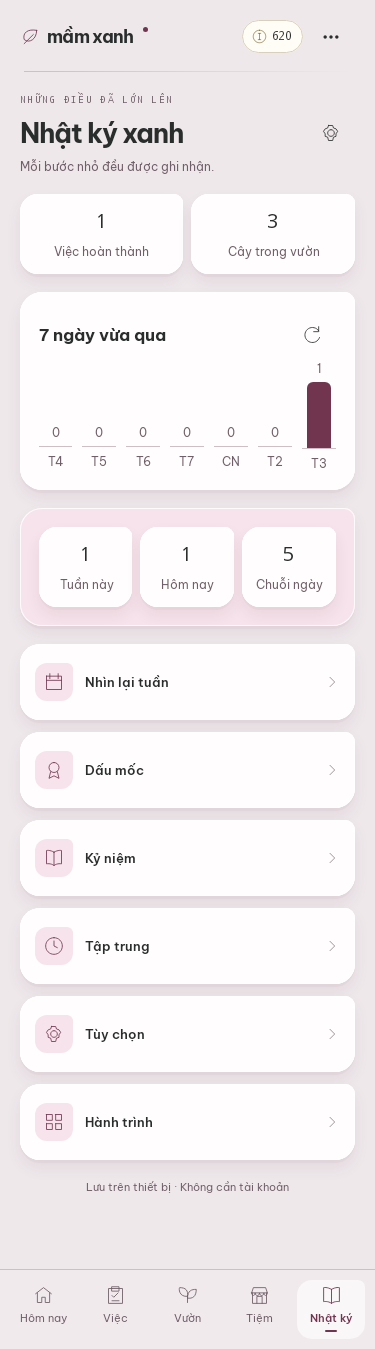 mầm xanh
620
NHỮNG ĐIỀU ĐÃ LỚN LÊN
Nhật ký xanh
Mỗi bước nhỏ đều được ghi nhận.
1
Việc hoàn thành
3
Cây trong vườn
7 ngày vừa qua
0 0 0 0 0 0 1
T4 T5 T6 T7 CN T2 T3
1
Tuần này
1
Hôm nay
5
Chuỗi ngày
Nhìn lại tuần
Dấu mốc
Kỷ niệm
Tập trung
Tùy chọn
Hành trình
Lưu trên thiết bị · Không cần tài khoản
Hôm nay Việc Vườn Tiệm Nhật ký